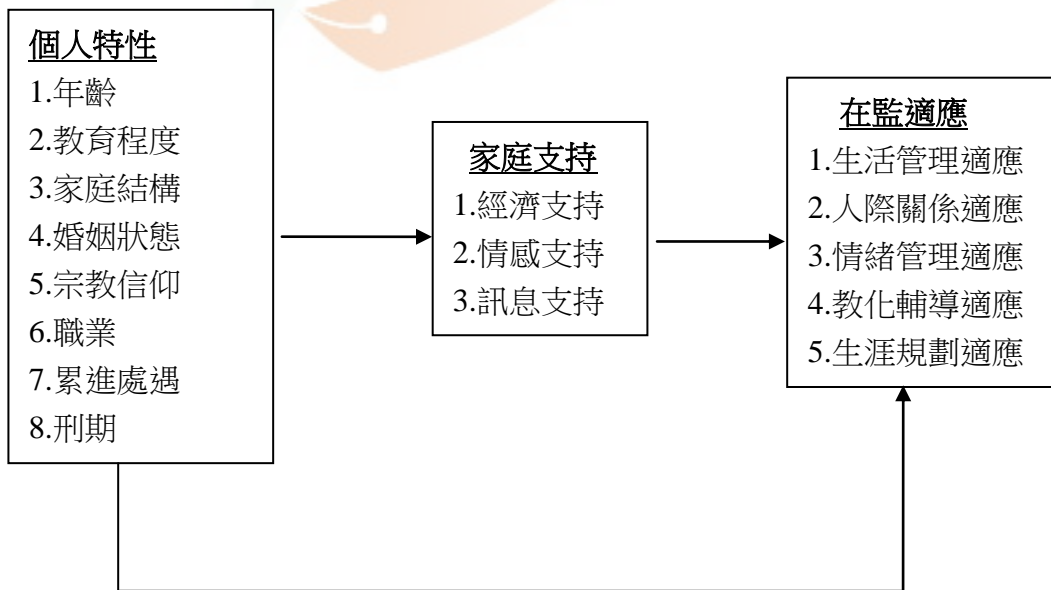 個人特性
1.年齡
2.教育程度
3.家庭結構
4.婚姻狀態
5.宗教信仰
6.職業
7.累進處遇
8.刑期
家庭支持
1.經濟支持
2.情感支持
3.訊息支持
在監適應
1.生活管理適應
2.人際關係適應
3.情緒管理適應
4.教化輔導適應
5.生涯規劃適應